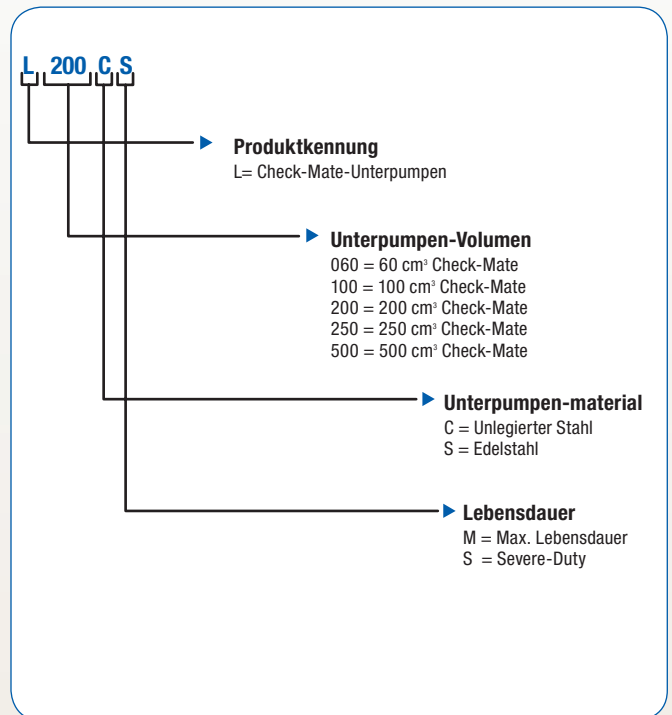 L 200 C S
Produktkennung
L= Check-Mate-Unterpumpen
Unterpumpen-Volumen
060 = 60 cm³ Check-Mate
100 = 100 cm³ Check-Mate
200 = 200 cm³ Check-Mate
250 = 250 cm³ Check-Mate
500 = 500 cm³ Check-Mate
Unterpumpen-material
C = Unlegierter Stahl
S = Edelstahl
Lebensdauer
M = Max. Lebensdauer
S = Severe-Duty